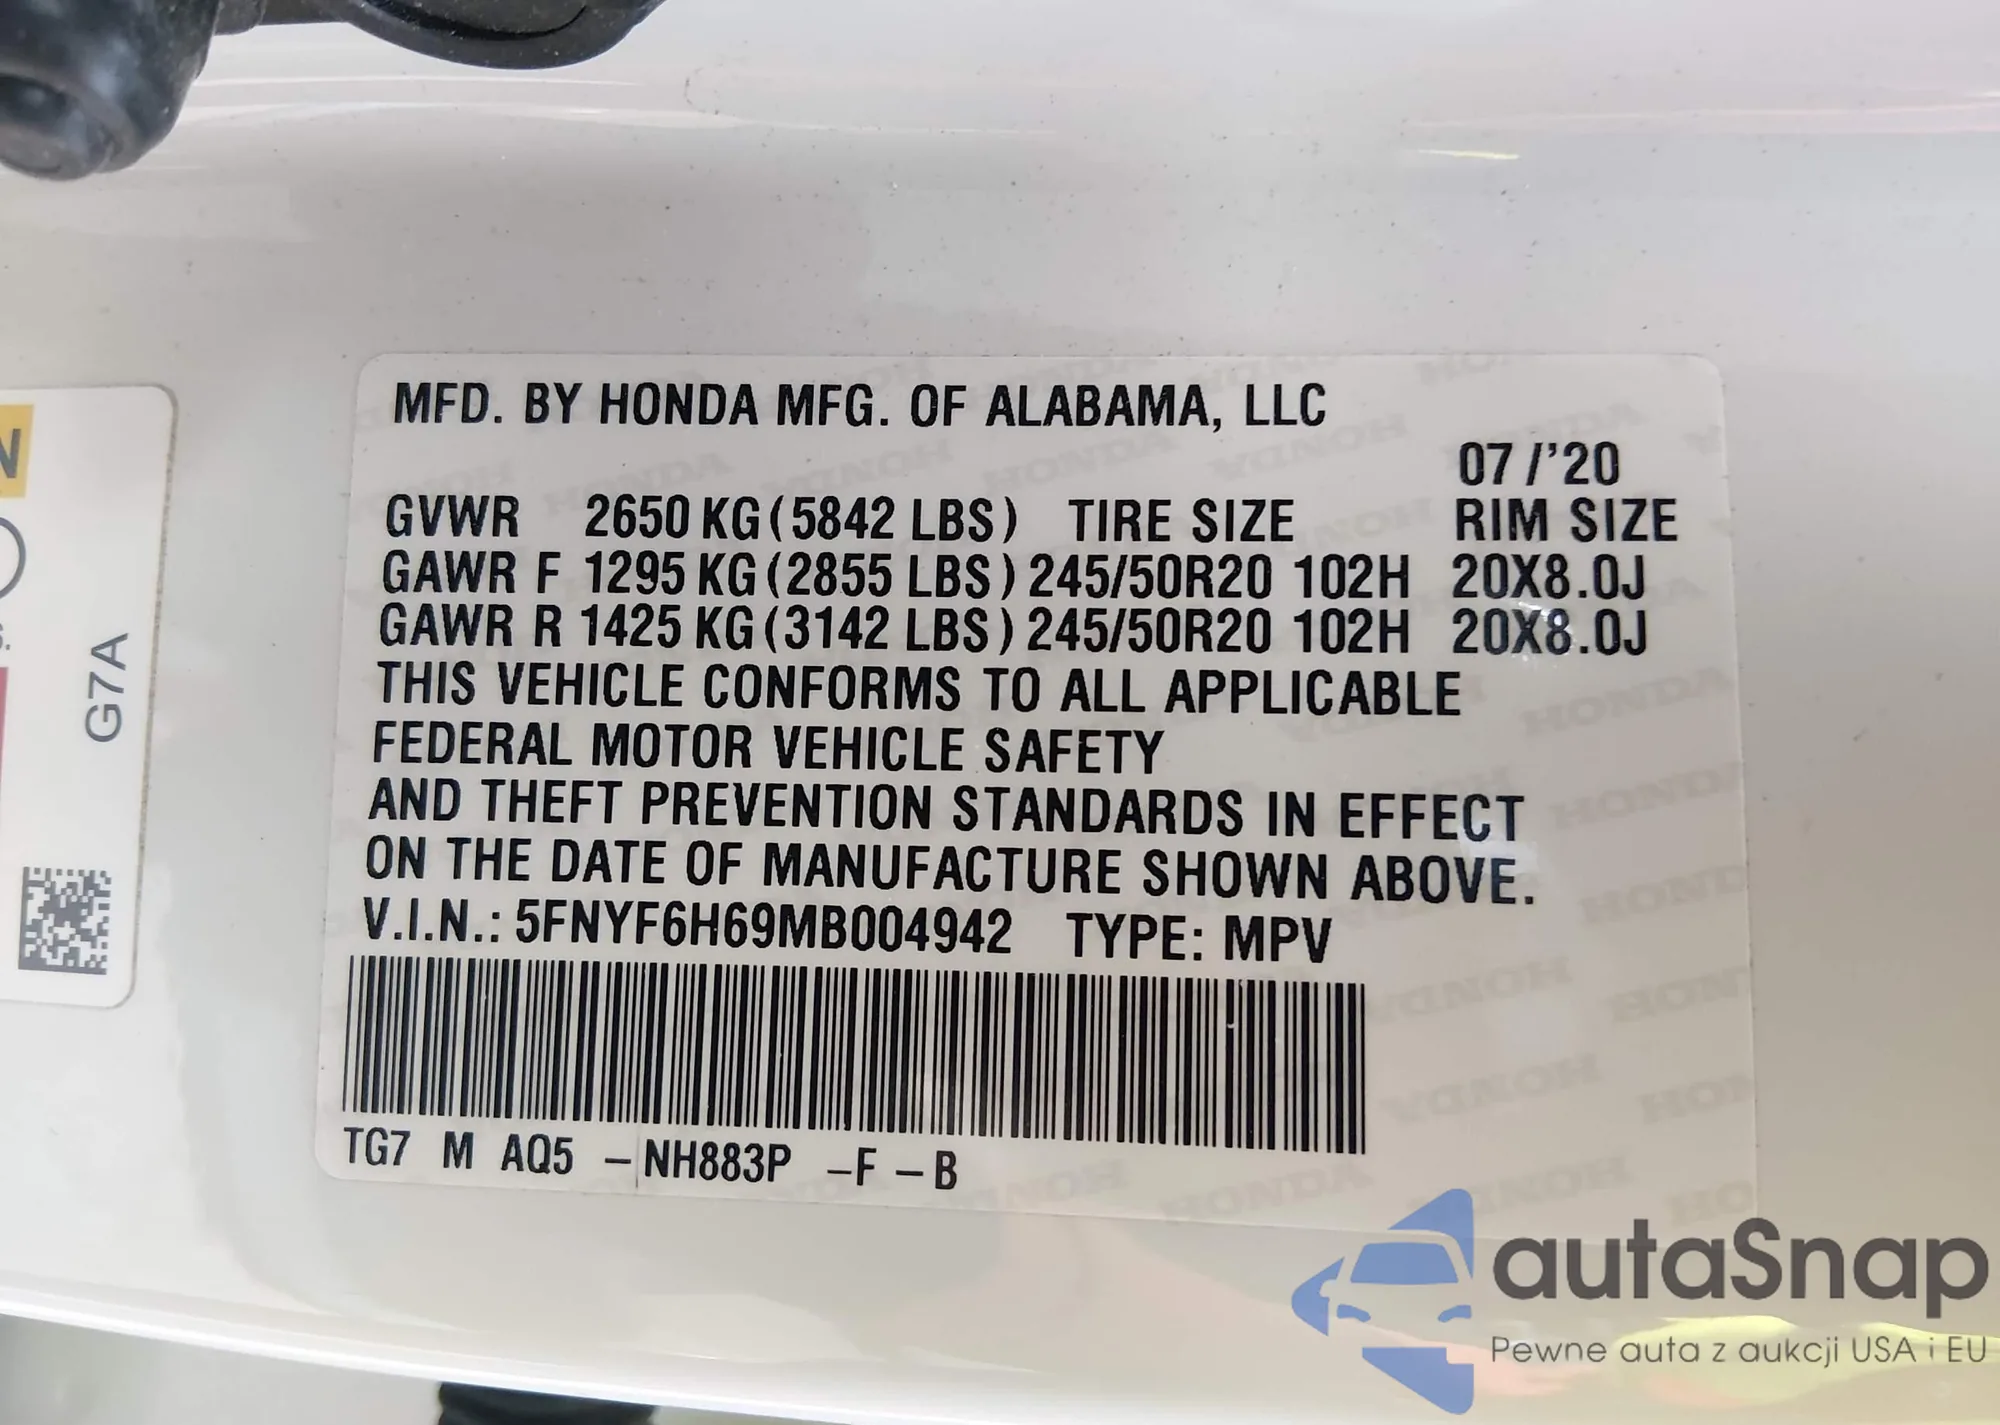 MFD. BY HONDA MFG. OF ALABAMA, LLC
07/'20
GVWR 2650 KG (5842 LBS) TIRE SIZE RIM SIZE
GAWR F 1295 KG (2855 LBS) 245/50R20 102H 20X8.0J
GAWR R 1425 KG (3142 LBS) 245/50R20 102H 20X8.0J
THIS VEHICLE CONFORMS TO ALL APPLICABLE
FEDERAL MOTOR VEHICLE SAFETY
AND THEFT PREVENTION STANDARDS IN EFFECT
ON THE DATE OF MANUFACTURE SHOWN ABOVE.
V.I.N.: 5FNYF6H69MB004942 TYPE: MPV
TG7 M AQ5 - NH883P -F -B
G7A
N
autaSnap
Pewne auta z aukcji USA i EU